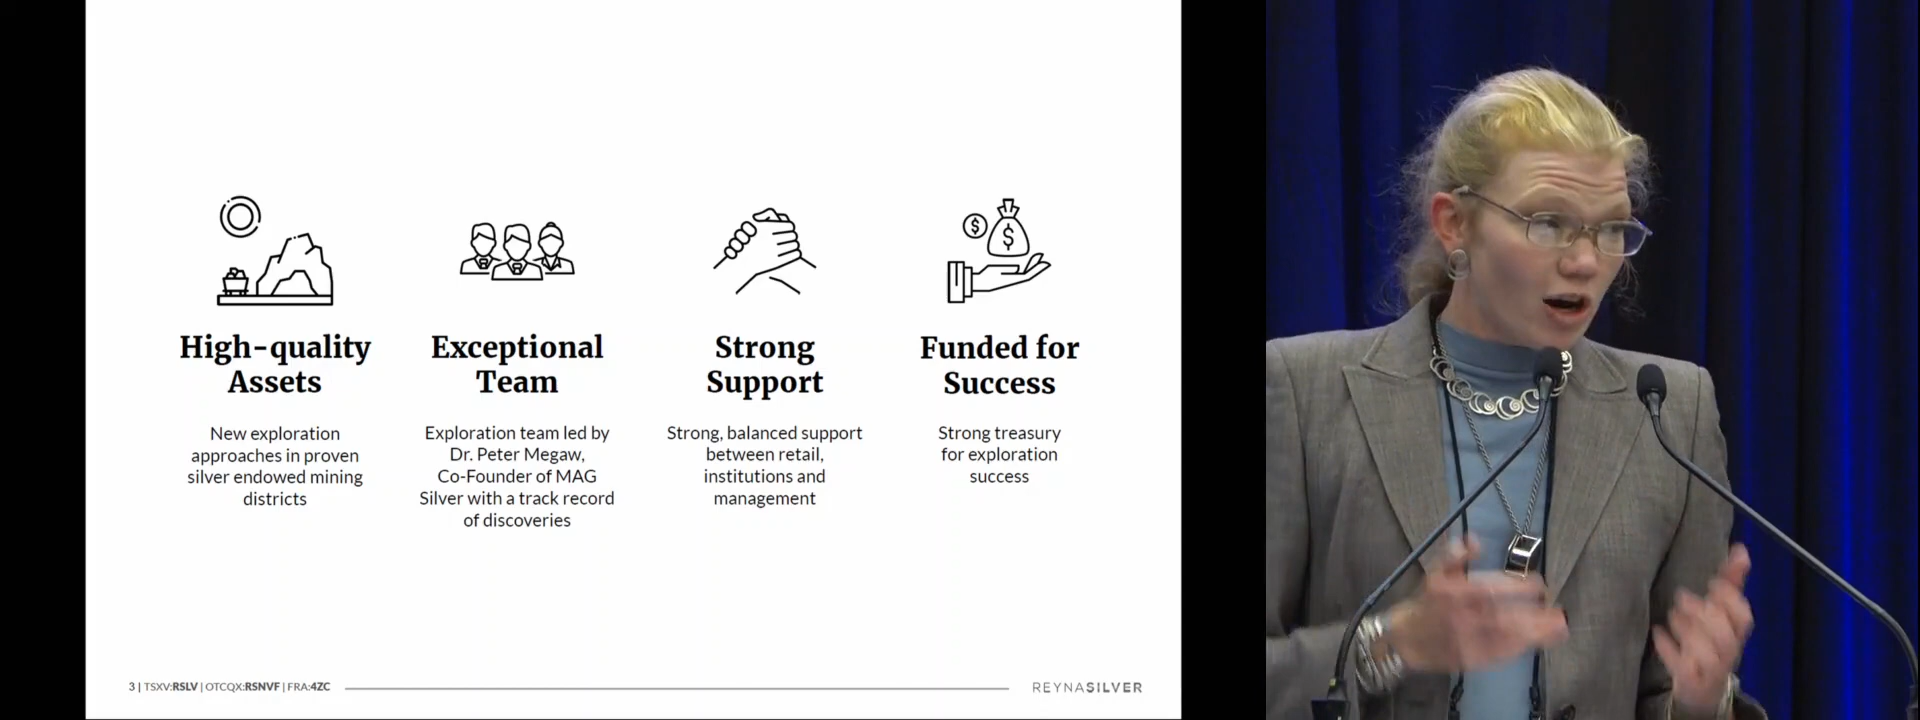 High-quality
Assets
New exploration
approaches in proven
silver endowed mining
districts
Exceptional
Team
Exploration team led by
Dr. Peter Megaw,
Co-Founder of MAG
Silver with a track record
of discoveries
Strong
Support
Strong, balanced support
between retail,
institutions and
management
Funded for
Success
Strong treasury
for exploration
success
3 | TSXV:RSLV | OTCQX:RSNVF | FRA:4ZC
REYNASILVER